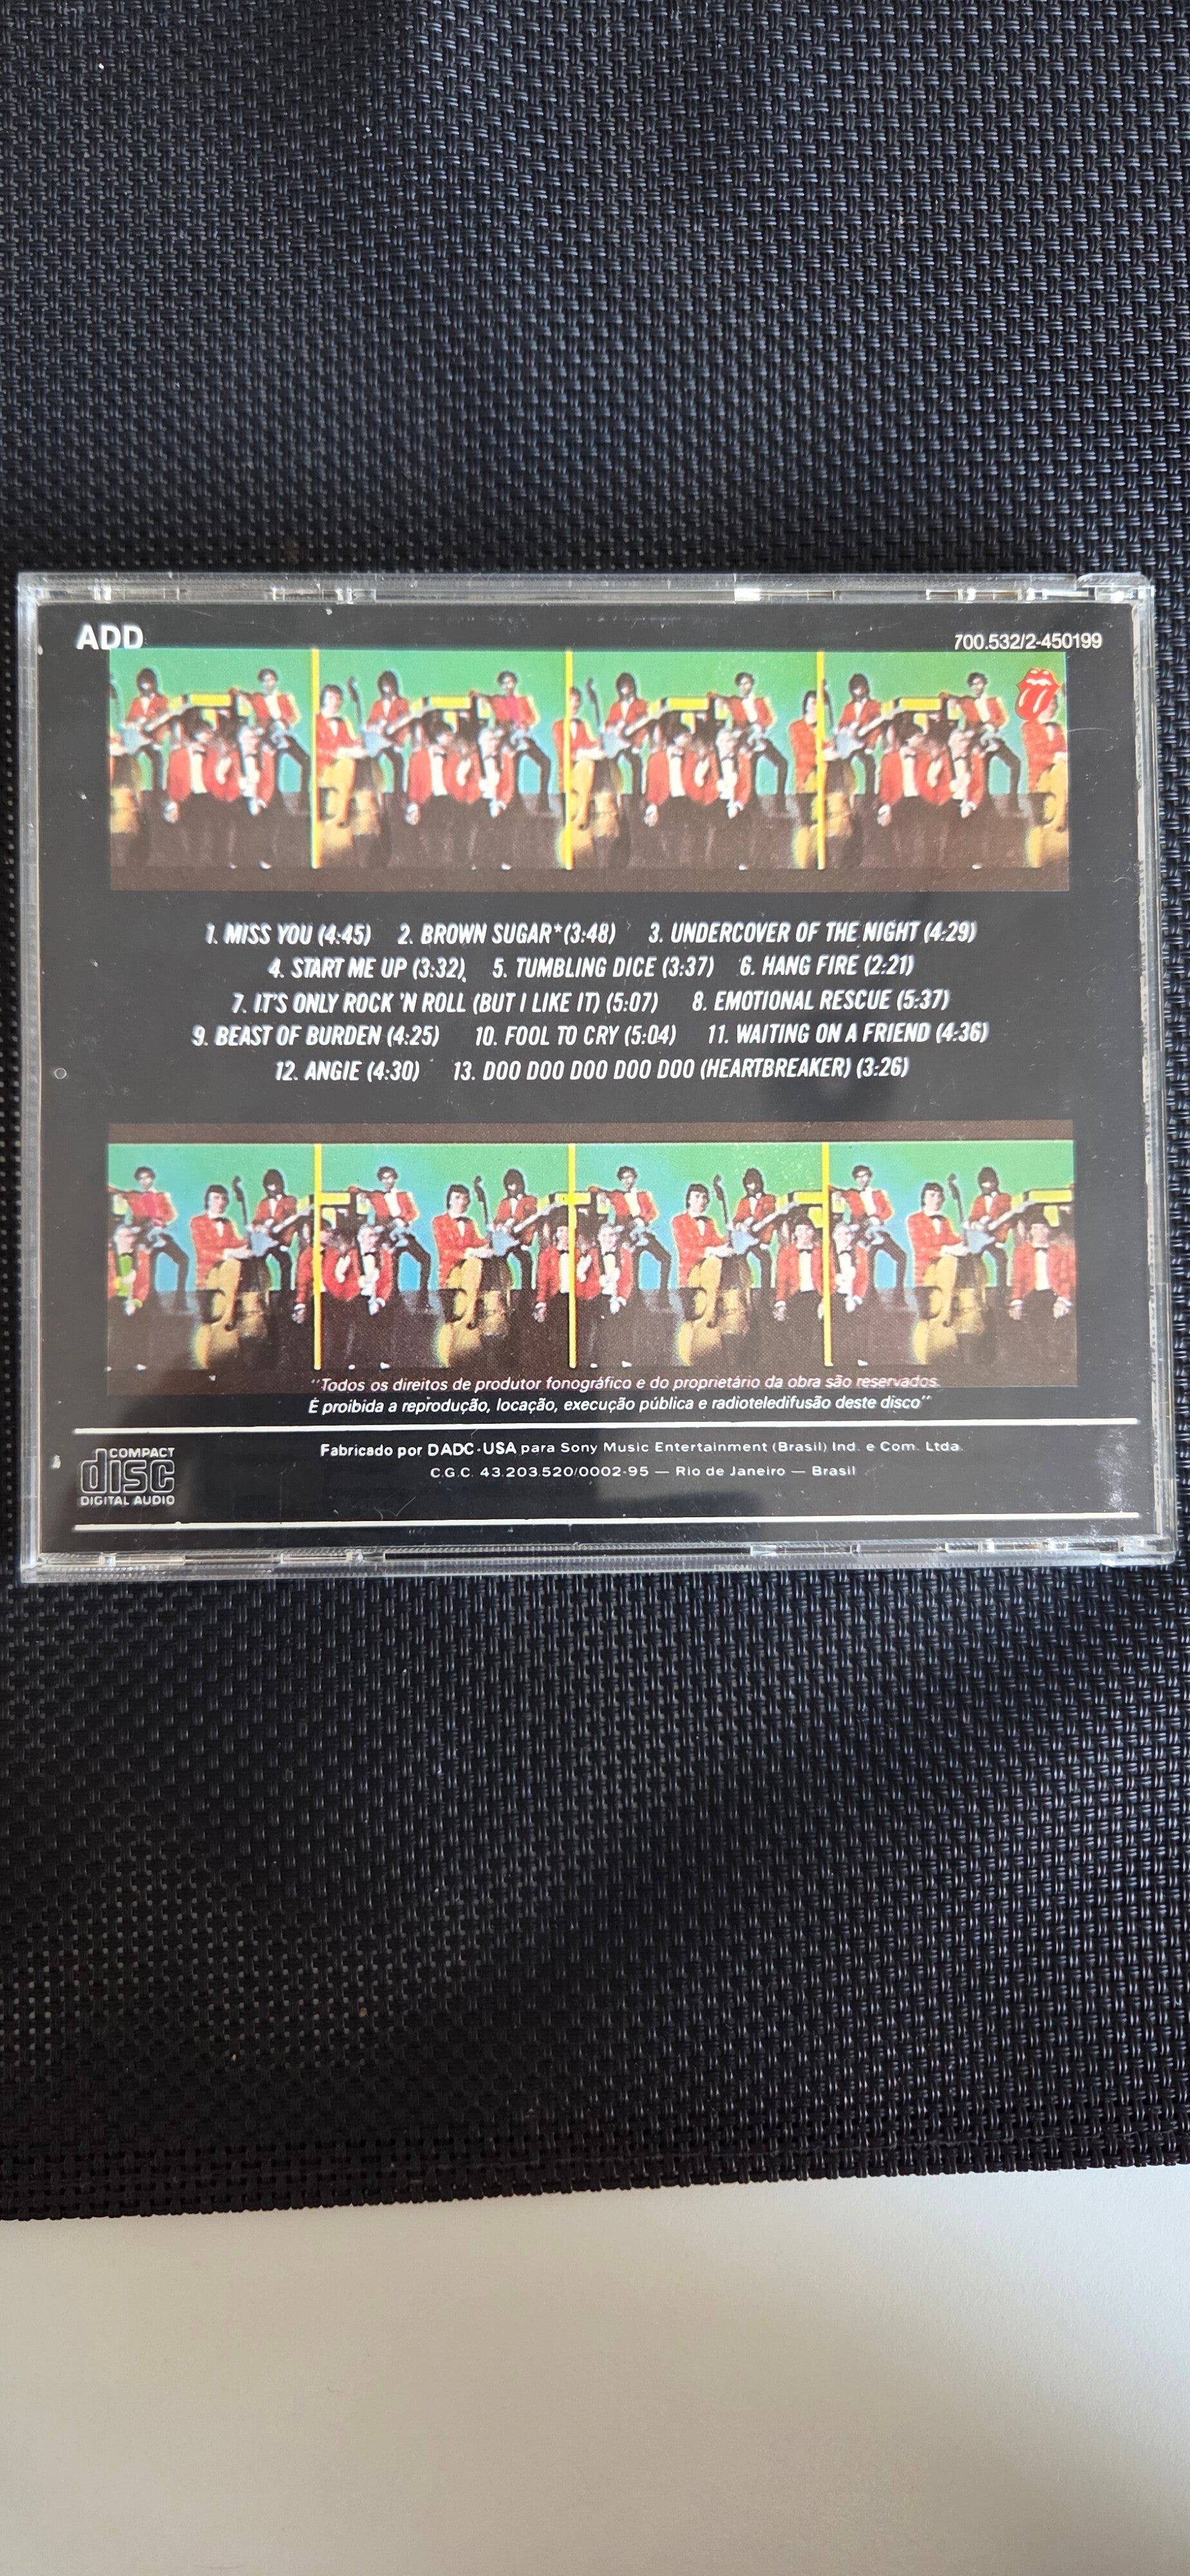 ADD
700.532/2-450199
1. MISS YOU (4:45) 2. BROWN SUGAR* (3:48) 3. UNDERCOVER OF THE NIGHT (4:29)
4. START ME UP (3:32), 5. TUMBLING DICE (3:37) 6. HANG FIRE (2:21)
7. IT'S ONLY ROCK 'N ROLL (BUT I LIKE IT) (5:07) 8. EMOTIONAL RESCUE (5:37)
9. BEAST OF BURDEN (4:25) 10. FOOL TO CRY (5:04) 11. WAITING ON A FRIEND (4:36)
12. ANGIE (4:30) 13. DOO DOO DOO DOO DOO (HEARTBREAKER) (3:26)
"Todos os direitos de produtor fonográfico e do proprietário da obra são reservados.
É proibida a reprodução, locação, execução pública e radioteledifusão deste disco"
COMPACT
disc
DIGITAL AUDIO
Fabricado por DADC-USA para Sony Music Entertainment (Brasil) Ind. e Com. Ltda.
C.G.C. 43.203.520/0002-95 — Rio de Janeiro — Brasil